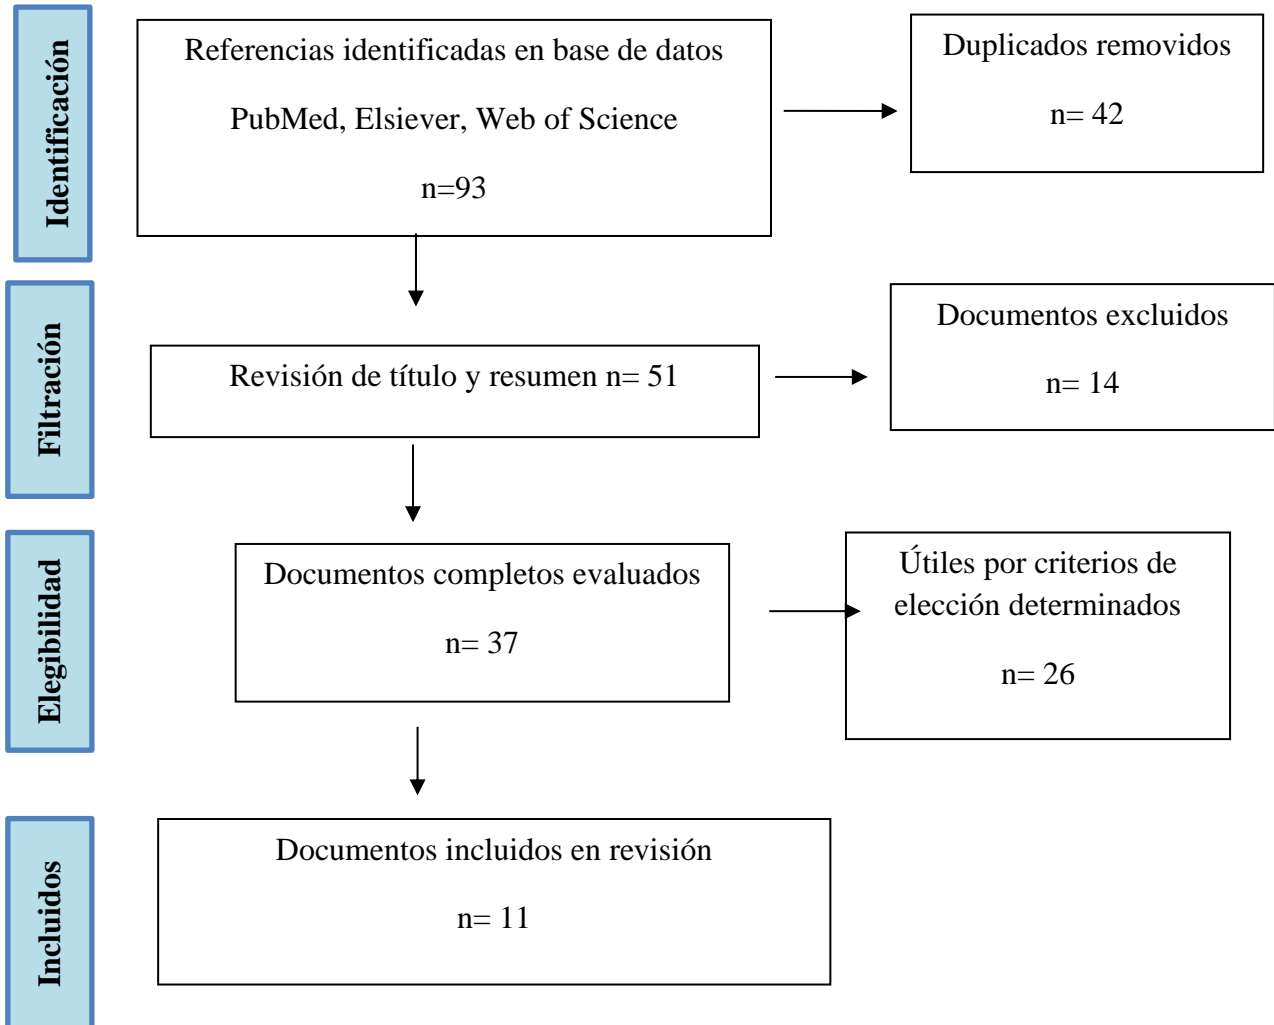 Identificación
Referencias identificadas en base de datos
PubMed, Elsiever, Web of Science
n=93
Duplicados removidos
n= 42
Filtración
Revisión de título y resumen n= 51
Documentos excluidos
n= 14
Elegibilidad
Documentos completos evaluados
n= 37
Útiles por criterios de
elección determinados
n= 26
Incluidos
Documentos incluidos en revisión
n= 11